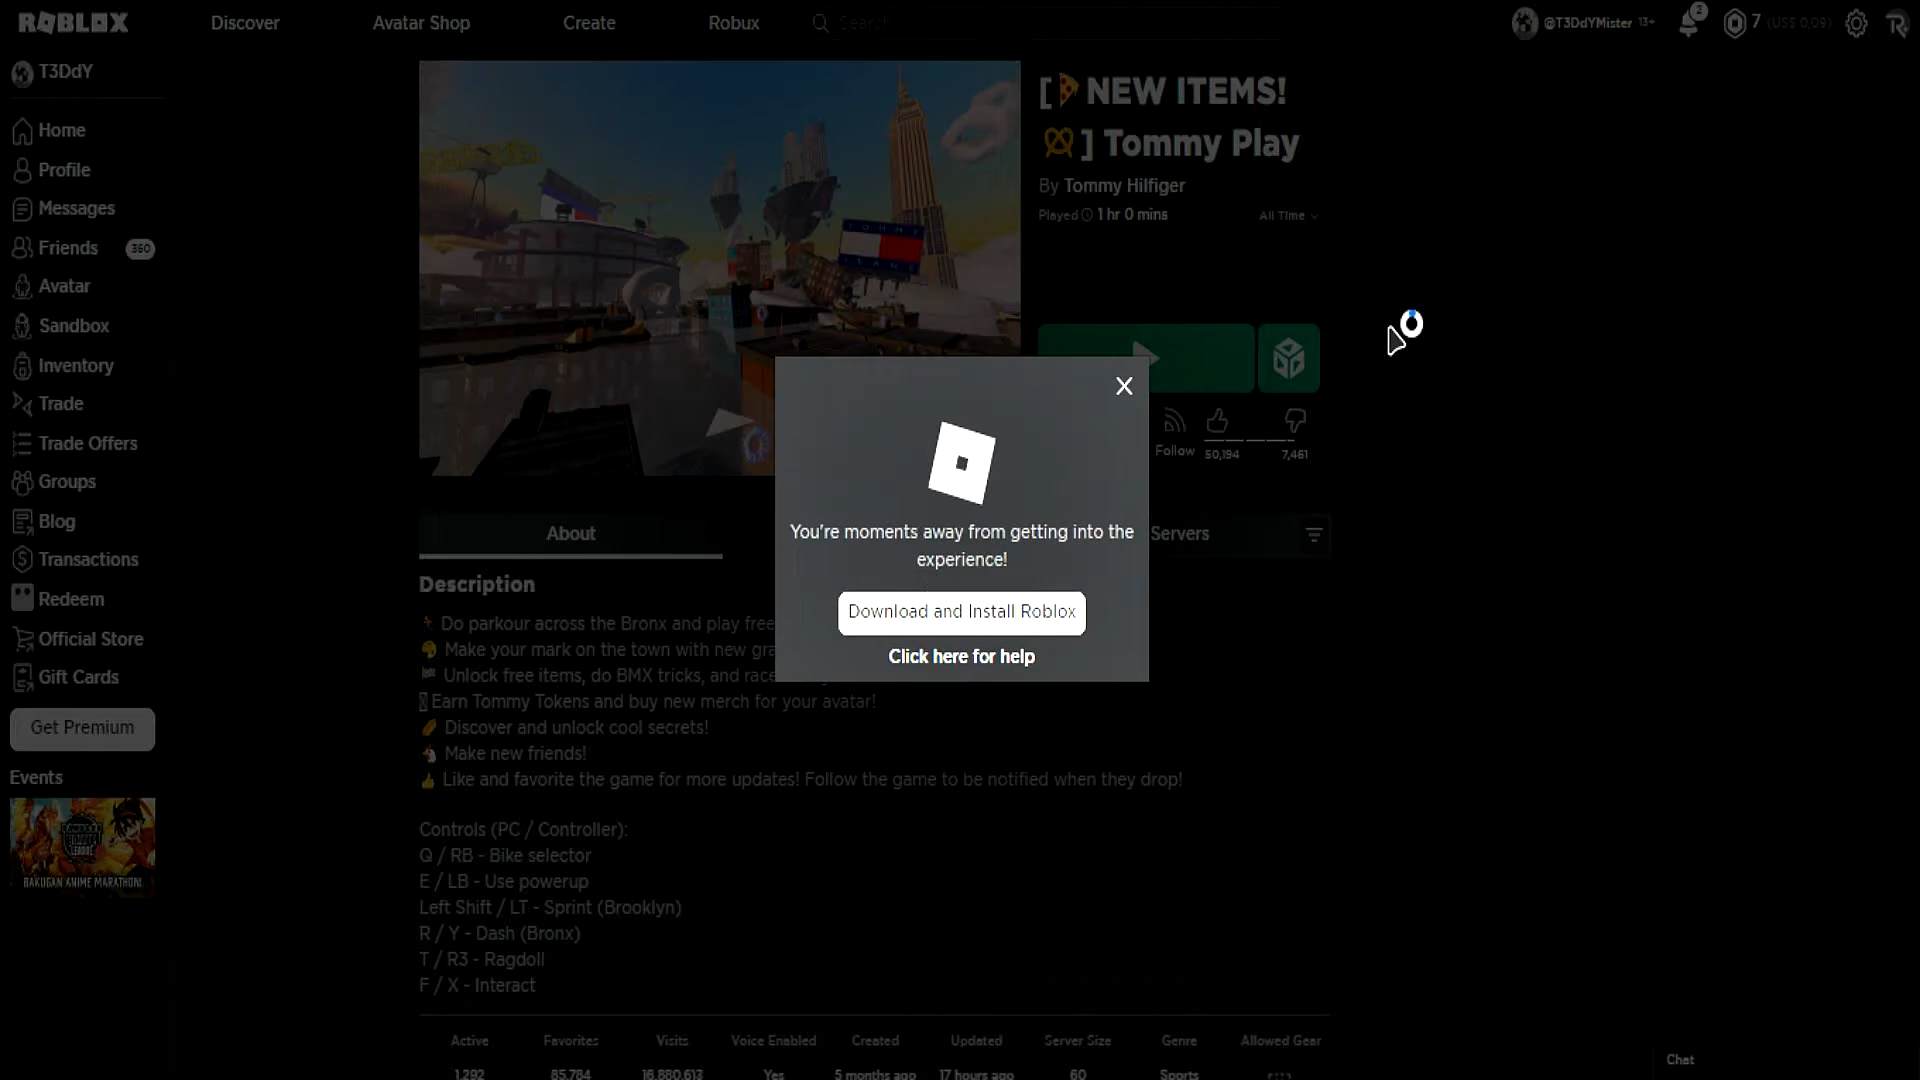 ROBLOX
Discover
Avatar Shop
Create
Robux
Search
@T3DdYMister 13+
2
7 (US$ 0,09)
T3DdY
Home
Profile
Messages
Friends 360
Avatar
Sandbox
Inventory
Trade
Trade Offers
Groups
Blog
Transactions
Redeem
Official Store
Gift Cards
Get Premium
Events
BAKUGAN ANIME MARATHON!
[🍕 NEW ITEMS!
🥨] Tommy Play
By Tommy Hilfiger
Played 1 hr 0 mins
All Time
TOMMY
JEANS
Follow
50,194
7,461
You're moments away from getting into the
experience!
Download and Install Roblox
Click here for help
About
Servers
Description
Do parkour across the Bronx and play free
Make your mark on the town with new gra
Unlock free items, do BMX tricks, and race
Earn Tommy Tokens and buy new merch for your avatar!
Discover and unlock cool secrets!
Make new friends!
👍 Like and favorite the game for more updates! Follow the game to be notified when they drop!
Controls (PC / Controller):
Q / RB - Bike selector
E / LB - Use powerup
Left Shift / LT - Sprint (Brooklyn)
R / Y - Dash (Bronx)
T / R3 - Ragdoll
F / X - Interact
Active Favorites Visits Voice Enabled Created Updated Server Size Genre Allowed Gear
1,292 85,784 16,880,613 Yes 5 months ago 17 hours ago 60 Sports
Chat